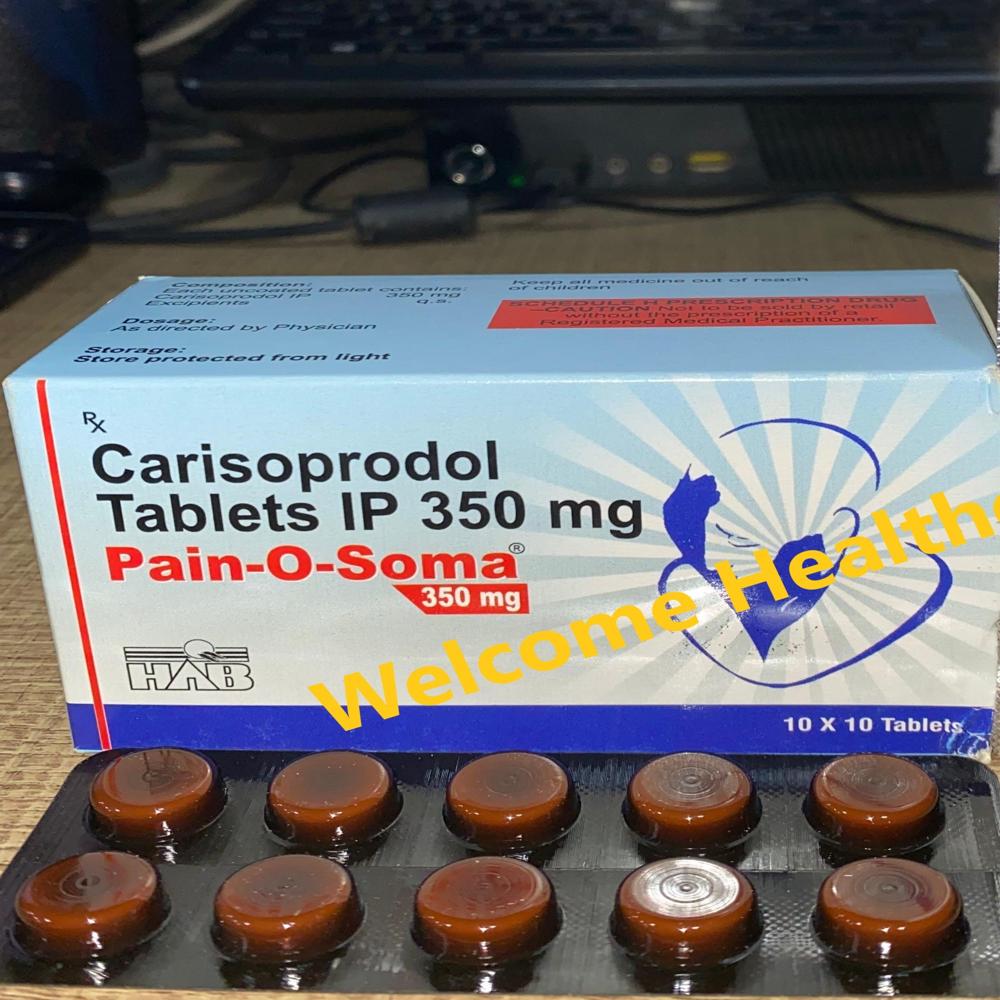 Composition:
Each uncoated tablet contains:
Carisoprodol IP 350 mg
Excipients q.s.
Dosage:
As directed by Physician
Storage:
Store protected from light
Keep all medicine out of reach
of children
SCHEDULE H PRESCRIPTION DRUG
-CAUTION Not to be sold by retail
without the prescription of a
Registered Medical Practitioner.
Rx
Carisoprodol
Tablets IP 350 mg
Pain-O-Soma®
350 mg
HAB
10 X 10 Tablets
Welcome Healthc